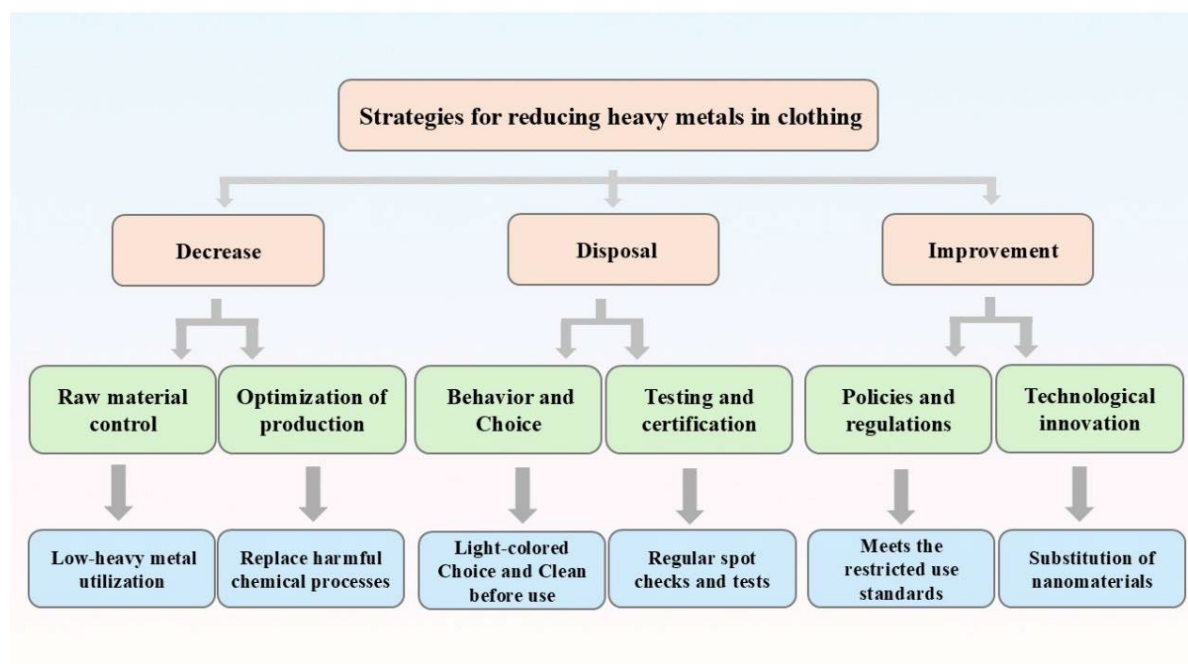 Strategies for reducing heavy metals in clothing
Decrease
Disposal
Improvement
Raw material
control
Optimization of
production
Behavior and
Choice
Testing and
certification
Policies and
regulations
Technological
innovation
Low-heavy metal
utilization
Replace harmful
chemical processes
Light-colored
Choice and Clean
before use
Regular spot
checks and tests
Meets the
restricted use
standards
Substitution of
nanomaterials